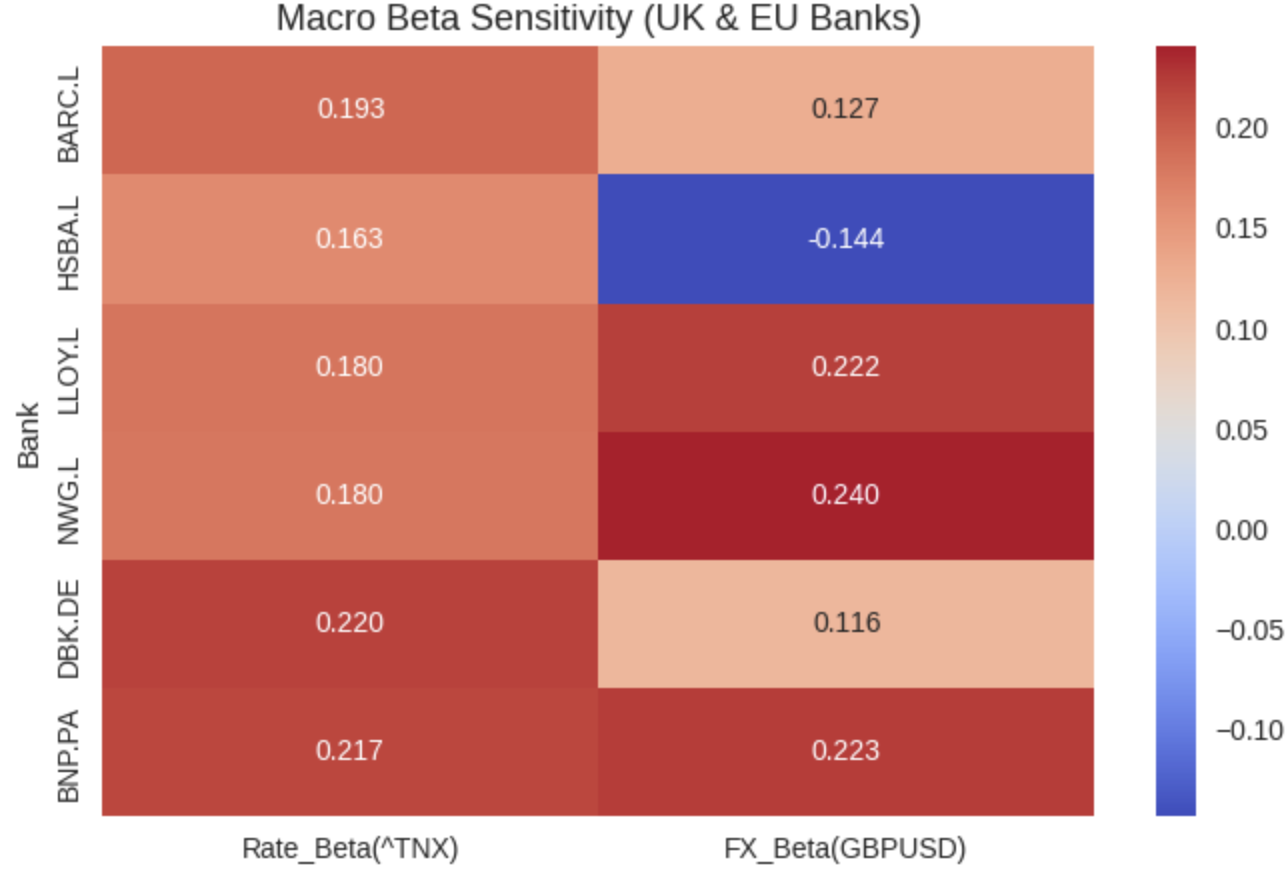 Macro Beta Sensitivity (UK & EU Banks)
Bank
BARC.L 0.193 0.127
HSBA.L 0.163 -0.144
LLOY.L 0.180 0.222
NWG.L 0.180 0.240
DBK.DE 0.220 0.116
BNP.PA 0.217 0.223
Rate_Beta(^TNX) FX_Beta(GBPUSD)
0.20
0.15
0.10
0.05
0.00
−0.05
−0.10